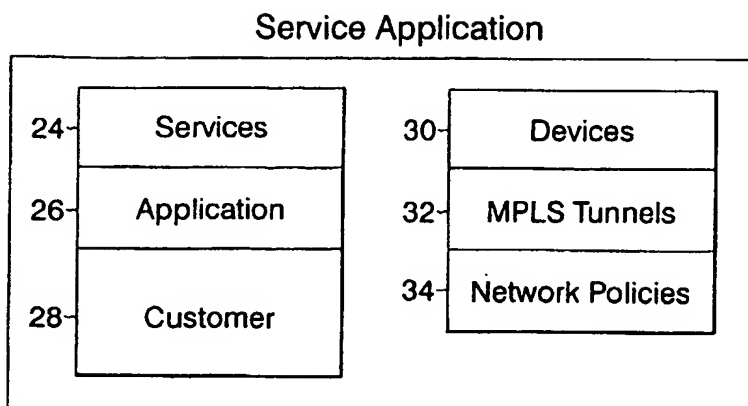 Service Application
24 Services
26 Application
28 Customer
30 Devices
32 MPLS Tunnels
34 Network Policies